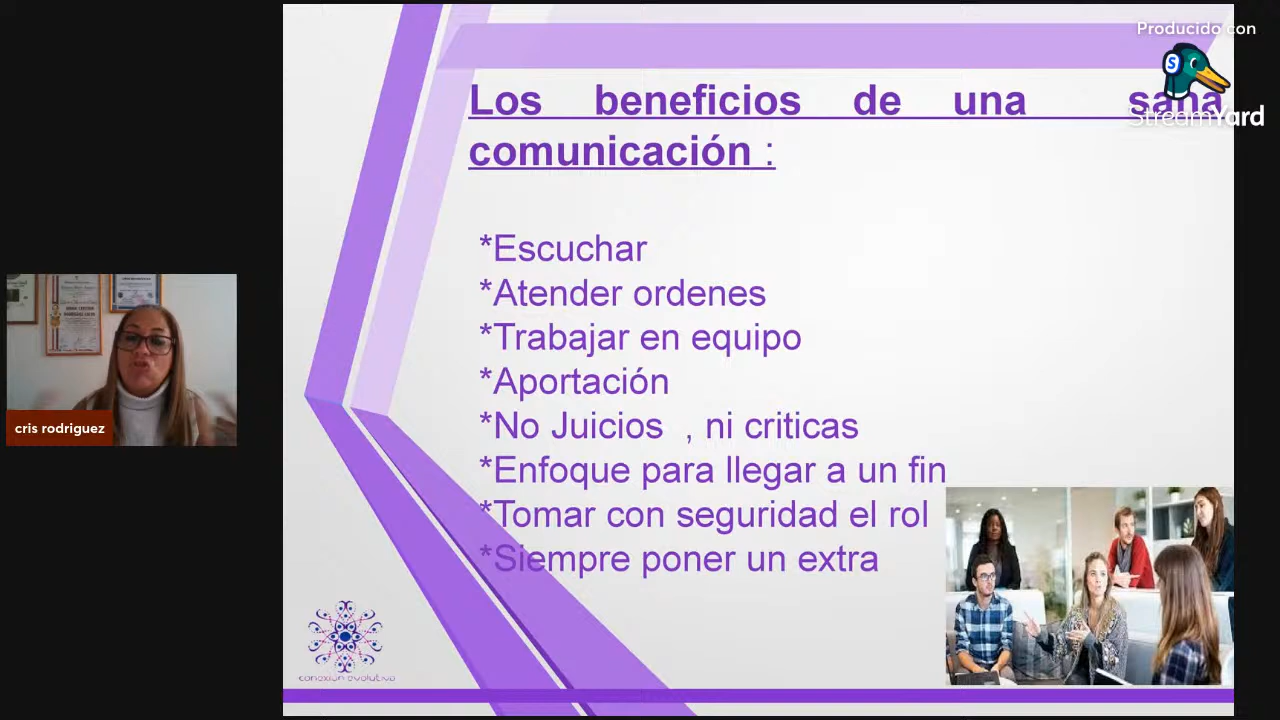 Producido con
S
StreamYard
Los beneficios de una sana
comunicación :
*Escuchar
*Atender ordenes
*Trabajar en equipo
*Aportación
*No Juicios , ni criticas
*Enfoque para llegar a un fin
*Tomar con seguridad el rol
*Siempre poner un extra
cris rodriguez
conexión evolutiva